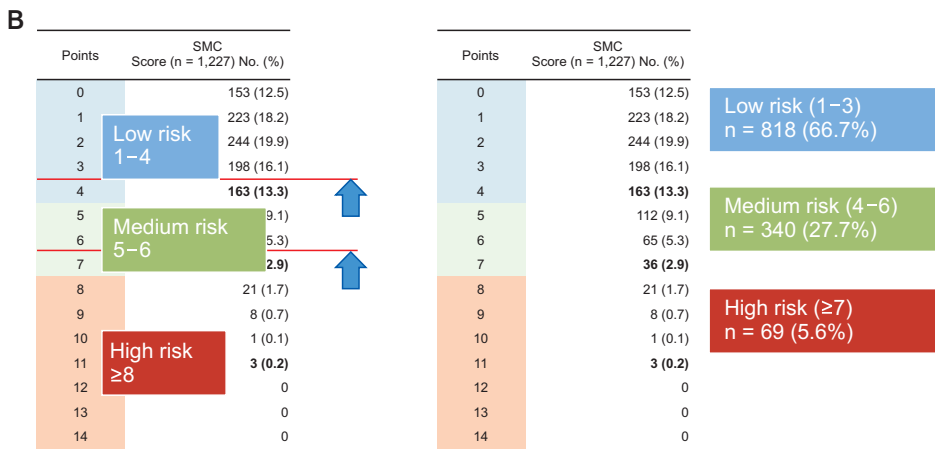 B
Points SMC Score (n = 1,227) No. (%)
0 153 (12.5)
1 223 (18.2)
2 244 (19.9)
3 198 (16.1)
4 163 (13.3)
5 9.1)
6 5.3)
7 2.9)
8 21 (1.7)
9 8 (0.7)
10 1 (0.1)
11 3 (0.2)
12 0
13 0
14 0
Low risk
1−4
Medium risk
5−6
High risk
≥8
Points SMC Score (n = 1,227) No. (%)
0 153 (12.5)
1 223 (18.2)
2 244 (19.9)
3 198 (16.1)
4 163 (13.3)
5 112 (9.1)
6 65 (5.3)
7 36 (2.9)
8 21 (1.7)
9 8 (0.7)
10 1 (0.1)
11 3 (0.2)
12 0
13 0
14 0
Low risk (1−3)
n = 818 (66.7%)
Medium risk (4−6)
n = 340 (27.7%)
High risk (≥7)
n = 69 (5.6%)